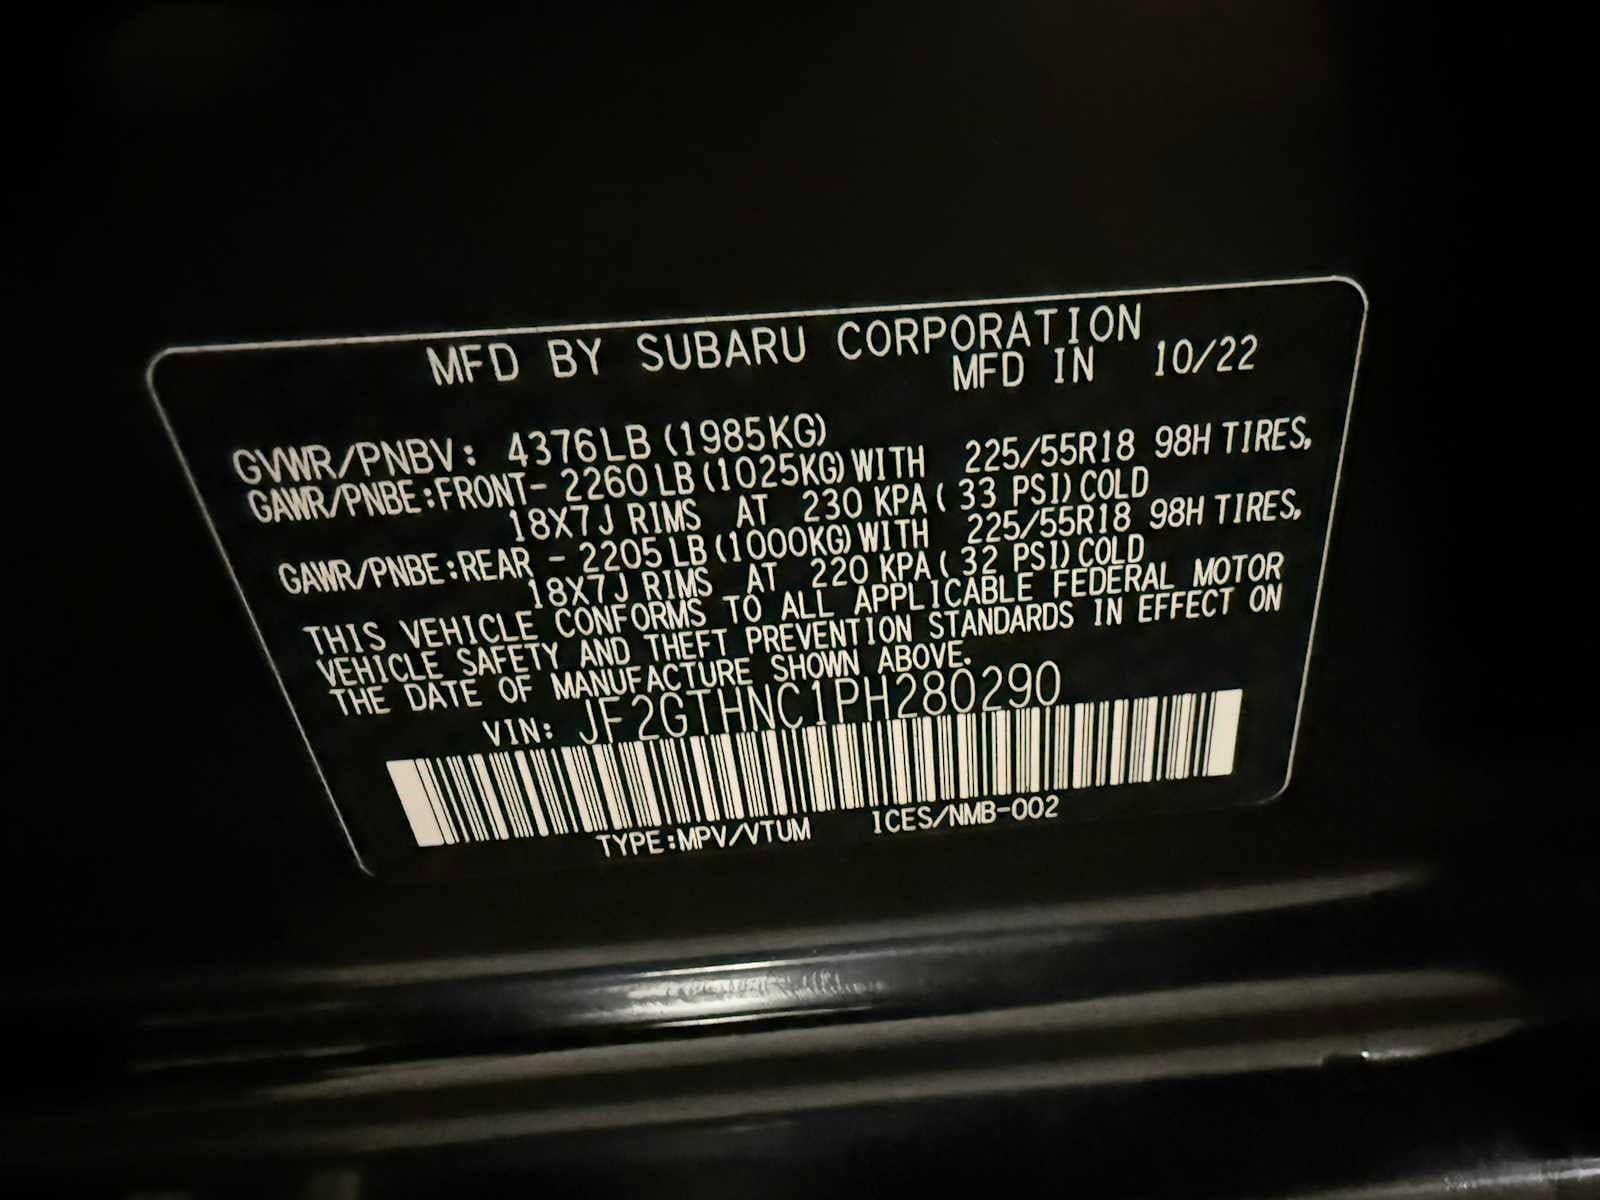 MFD BY SUBARU CORPORATION
MFD IN 10/22
GVWR/PNBV: 4376LB (1985KG)
GAWR/PNBE:FRONT- 2260LB (1025KG) WITH 225/55R18 98H TIRES,
18X7J RIMS AT 230 KPA ( 33 PSI) COLD
GAWR/PNBE:REAR - 2205LB (1000KG) WITH 225/55R18 98H TIRES,
18X7J RIMS AT 220 KPA ( 32 PSI) COLD
THIS VEHICLE CONFORMS TO ALL APPLICABLE FEDERAL MOTOR
VEHICLE SAFETY AND THEFT PREVENTION STANDARDS IN EFFECT ON
THE DATE OF MANUFACTURE SHOWN ABOVE.
VIN: JF2GTHNC1PH280290
TYPE:MPV/VTUM ICES/NMB-002